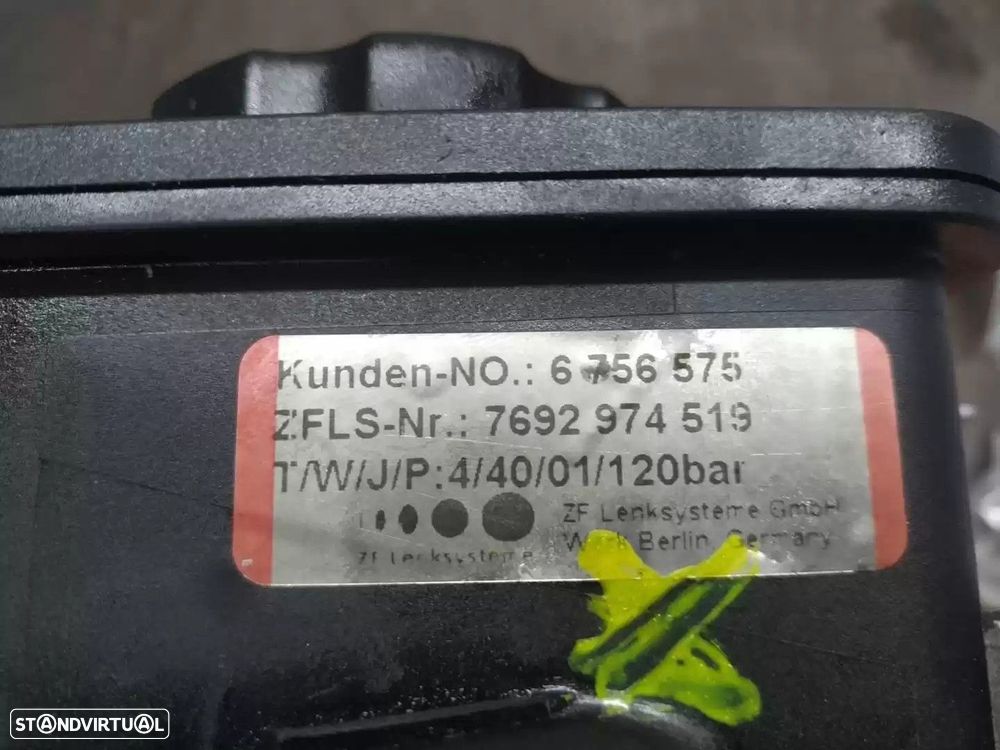 Kunden-NO.: 6 756 575
ZFLS-Nr.: 7692 974 519
T/W/J/P:4/40/01/120bar
ZF Lenksysteme GmbH
Werk Berlin, Germany
ZF Lenksysteme
STANDVIRTUAL